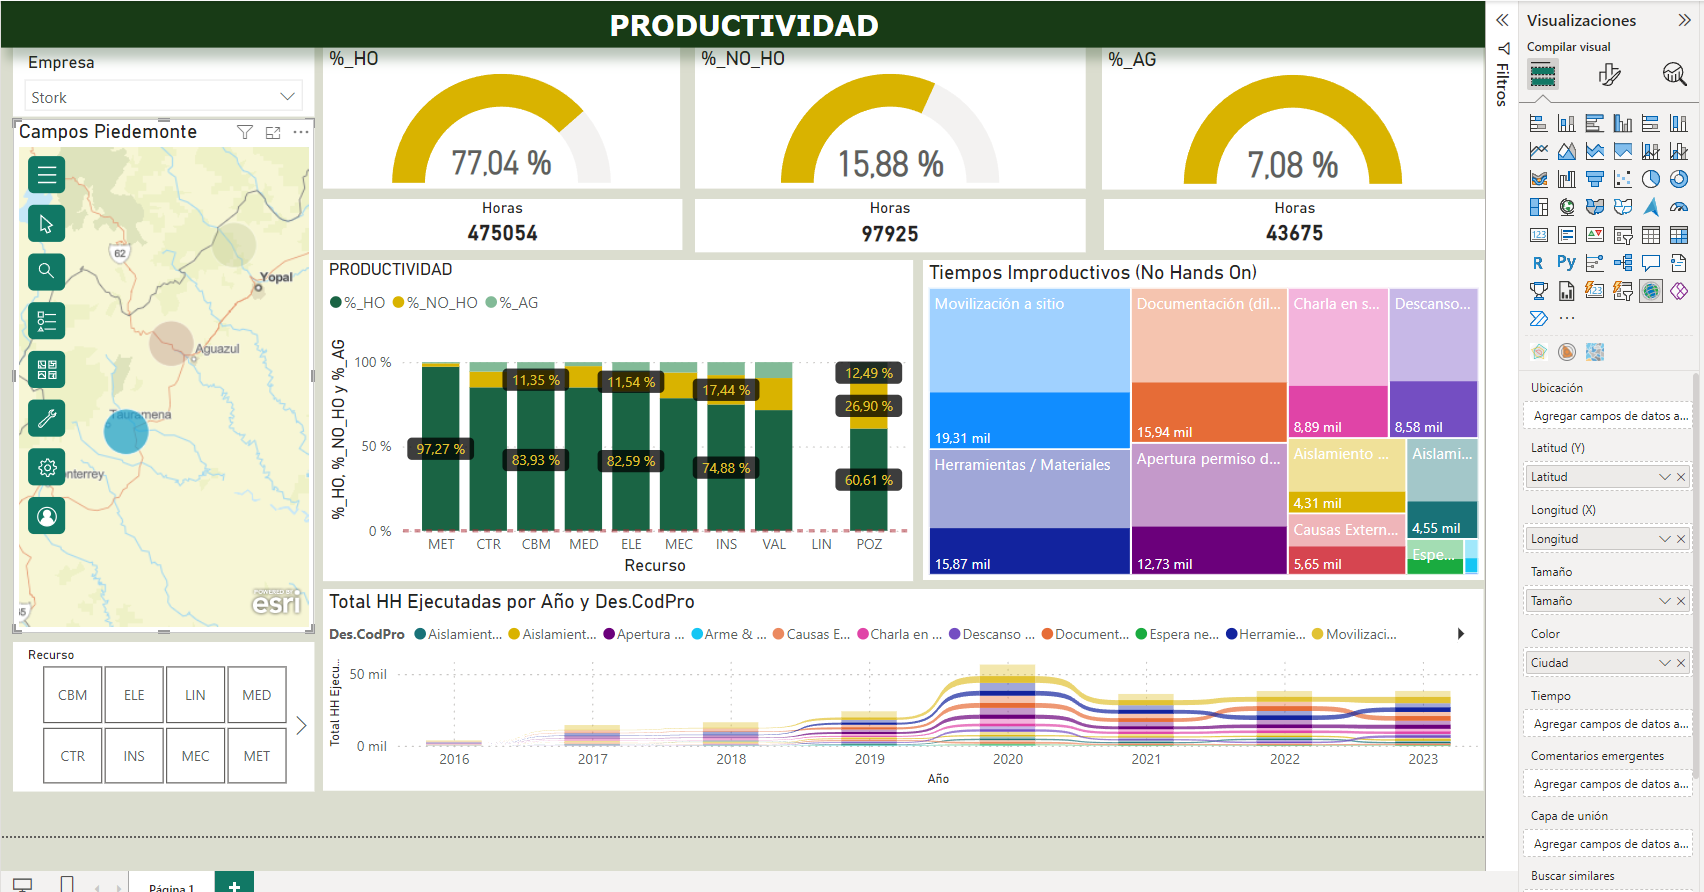 PRODUCTIVIDAD
Empresa
Stork
Campos Piedemonte
62
Yopal
Aguazul
Tauramena
nterrey
65
POWERED BY
esri
Recurso
CBM
ELE
LIN
MED
CTR
INS
MEC
MET
%_HO
77,04 %
Horas
475054
%_NO_HO
15,88 %
Horas
97925
%_AG
7,08 %
Horas
43675
PRODUCTIVIDAD
%_HO %_NO_HO %_AG
%_HO, %_NO_HO y %_AG
100 %
50 %
0 %
97,27 %
11,35 %
83,93 %
11,54 %
82,59 %
17,44 %
74,88 %
12,49 %
26,90 %
60,61 %
MET CTR CBM MED ELE MEC INS VAL LIN POZ
Recurso
Tiempos Improductivos (No Hands On)
Movilización a sitio
19,31 mil
Herramientas / Materiales
15,87 mil
Documentación (dil...
15,94 mil
Apertura permiso d...
12,73 mil
Charla en s...
8,89 mil
Descanso...
8,58 mil
Aislamiento ...
4,31 mil
Aislami...
4,55 mil
Causas Extern...
5,65 mil
Espe...
Total HH Ejecutadas por Año y Des.CodPro
Des.CodPro Aislamient... Aislamient... Apertura ... Arme & ... Causas E... Charla en ... Descanso ... Document... Espera ne... Herramie... Movilizaci...
Total HH Ejecu...
50 mil
0 mil
2016 2017 2018 2019 2020 2021 2022 2023
Año
Página 1
Filtros
Visualizaciones
Compilar visual
123
R
Py
123
...
Ubicación
Agregar campos de datos a...
Latitud (Y)
Latitud
Longitud (X)
Longitud
Tamaño
Tamaño
Color
Ciudad
Tiempo
Agregar campos de datos a...
Comentarios emergentes
Agregar campos de datos a...
Capa de unión
Agregar campos de datos a...
Buscar similares